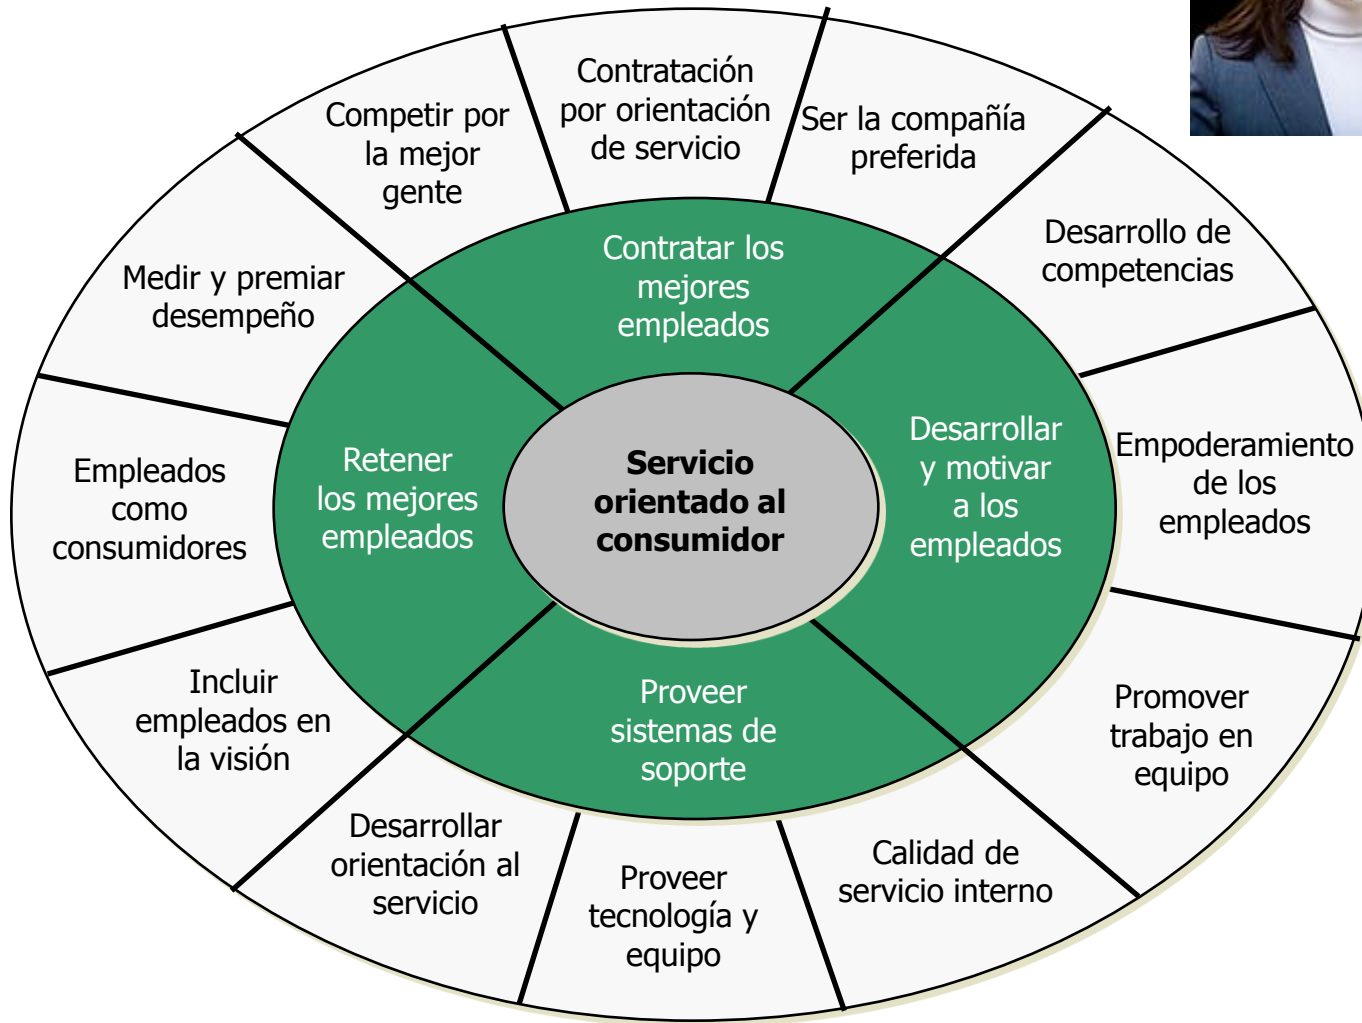 Contratación
por orientación
de servicio
Competir por
la mejor
gente
Ser la compañía
preferida
Desarrollo de
competencias
Medir y premiar
desempeño
Contratar los
mejores
empleados
Empoderamiento
de los
empleados
Desarrollar
y motivar
a los
empleados
Servicio
orientado al
consumidor
Retener
los mejores
empleados
Empleados
como
consumidores
Incluir
empleados en
la visión
Proveer
sistemas de
soporte
Promover
trabajo en
equipo
Desarrollar
orientación al
servicio
Proveer
tecnología y
equipo
Calidad de
servicio interno